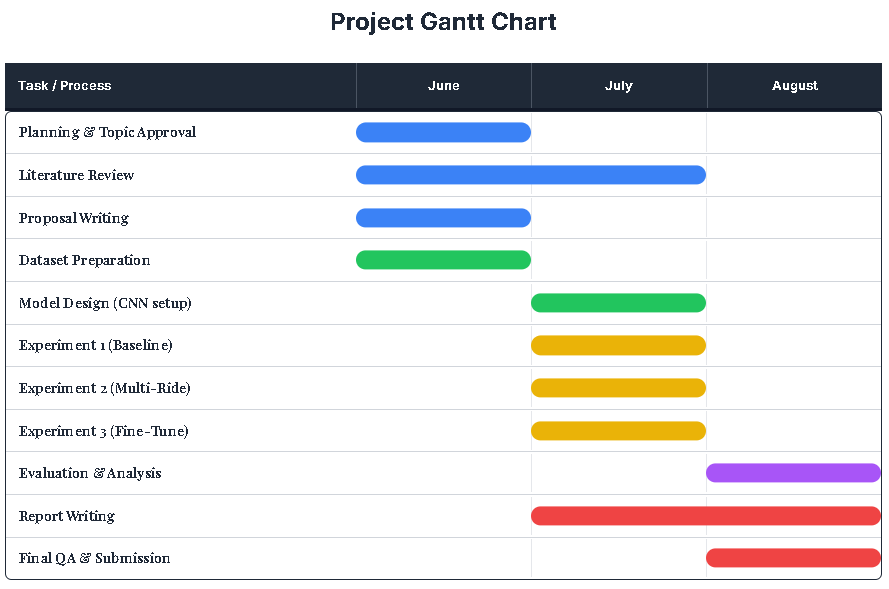 Project Gantt Chart
Task / Process June July August
Planning & Topic Approval
Literature Review
Proposal Writing
Dataset Preparation
Model Design (CNN setup)
Experiment 1 (Baseline)
Experiment 2 (Multi-Ride)
Experiment 3 (Fine-Tune)
Evaluation & Analysis
Report Writing
Final QA & Submission